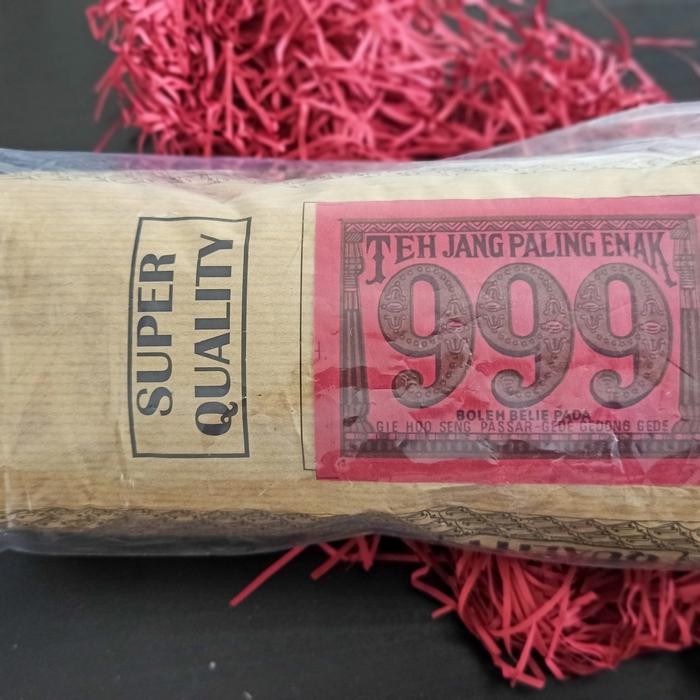 SUPER
QUALITY
TEH JANG PALING ENAK
999
BOLEH BELIE PADA
GIE HOO SENG PASSAR-GEDE GEDONG GEDE